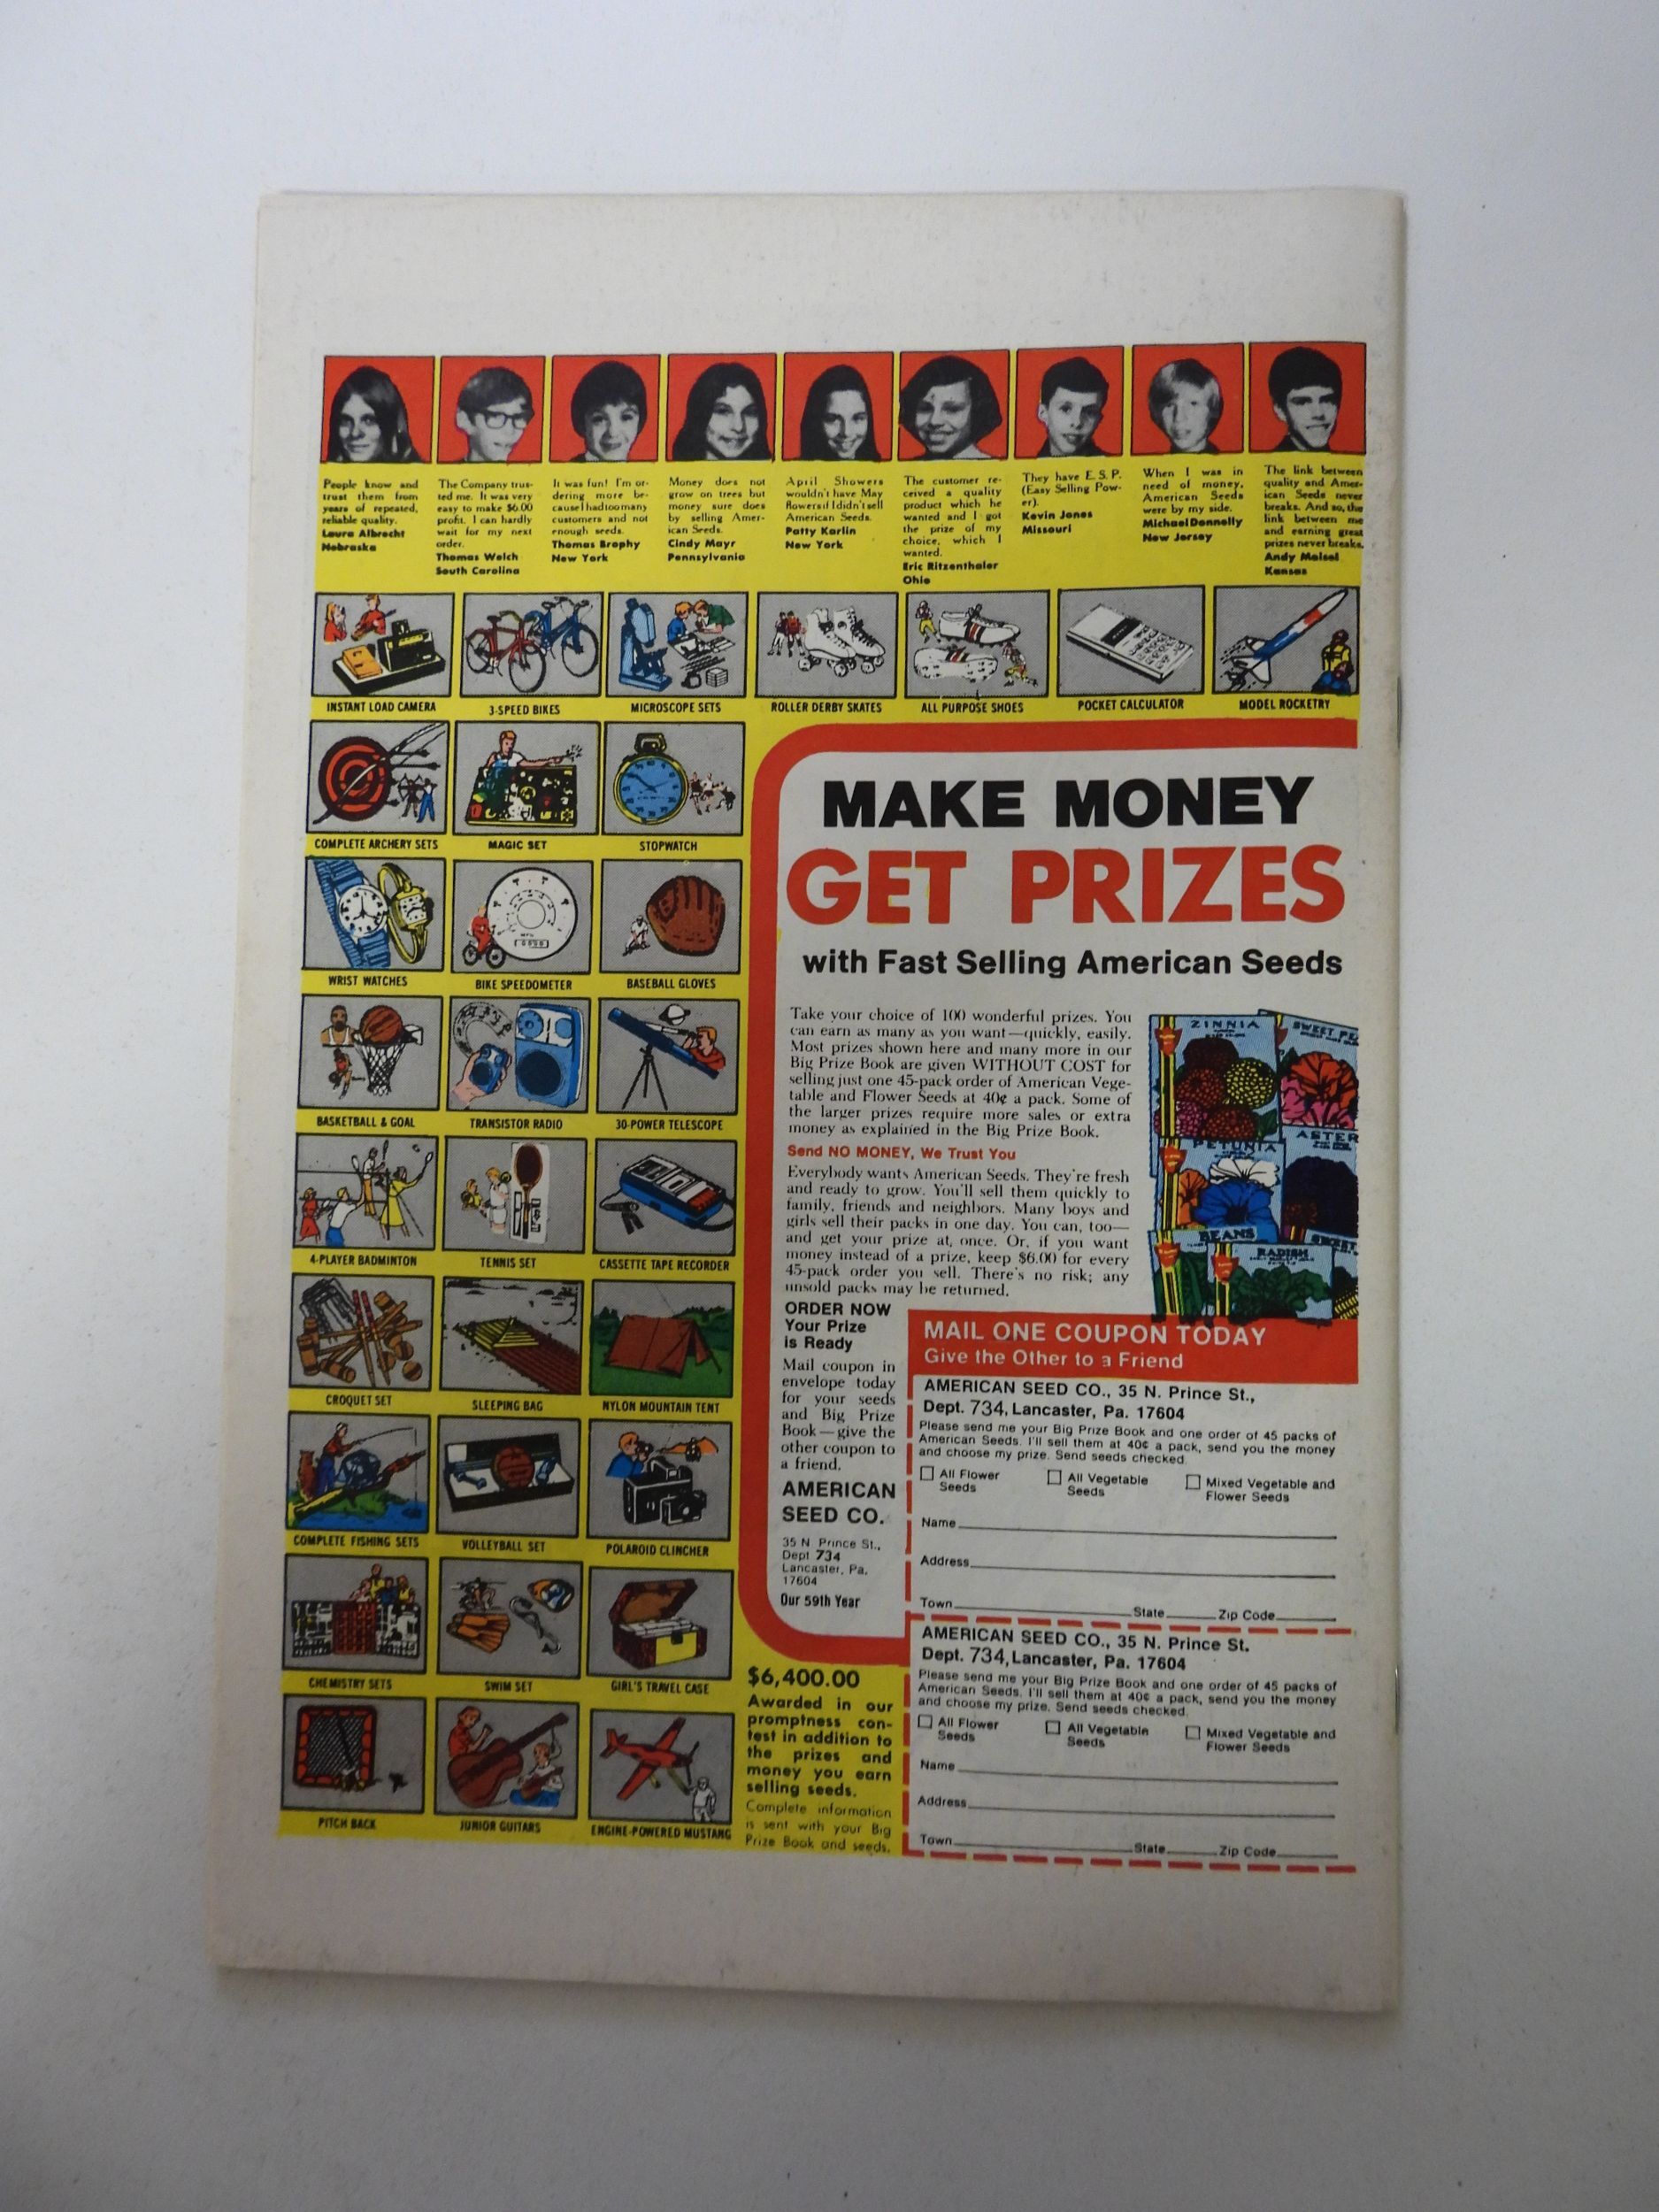 People know and
trust them from
years of repeated,
reliable quality.
Laura Albrecht
Nebraska
The Company trus-
ted me. It was very
easy to make $6.00
profit. I can hardly
wait for my next
order.
Thomas Welch
South Carolina
It was fun! I'm or-
dering more be-
cause I had too many
customers and not
enough seeds.
Thomas Brophy
New York
Money does not
grow on trees but
money sure does
by selling Amer-
ican Seeds.
Cindy Mayr
Pennsylvania
April Showers
wouldn't have May
flowers if I didn't sell
American Seeds.
Patty Karlin
New York
The customer re-
ceived a quality
product which he
wanted and I got
the prize of my
choice, which I
wanted.
Eric Ritzenthaler
Ohio
They have E.S.P.
(Easy Selling Pow-
er).
Kevin Jones
Missouri
When I was in
need of money,
American Seeds
were by my side.
Michael Donnelly
New Jersey
The link between
quality and Amer-
ican Seeds never
breaks. And so, the
link between me
and earning great
prizes never breaks.
Andy Meisel
Kansas
INSTANT LOAD CAMERA
3-SPEED BIKES
MICROSCOPE SETS
ROLLER DERBY SKATES
ALL PURPOSE SHOES
POCKET CALCULATOR
MODEL ROCKETRY
COMPLETE ARCHERY SETS
MAGIC SET
STOPWATCH
WRIST WATCHES
BIKE SPEEDOMETER
BASEBALL GLOVES
BASKETBALL & GOAL
TRANSISTOR RADIO
30-POWER TELESCOPE
4-PLAYER BADMINTON
TENNIS SET
CASSETTE TAPE RECORDER
CROQUET SET
SLEEPING BAG
NYLON MOUNTAIN TENT
COMPLETE FISHING SETS
VOLLEYBALL SET
POLAROID CLINCHER
CHEMISTRY SETS
SWIM SET
GIRL'S TRAVEL CASE
PITCH BACK
JUNIOR GUITARS
ENGINE-POWERED MUSTANG
MAKE MONEY
GET PRIZES
with Fast Selling American Seeds
Take your choice of 100 wonderful prizes. You
can earn as many as you want—quickly, easily.
Most prizes shown here and many more in our
Big Prize Book are given WITHOUT COST for
selling just one 45-pack order of American Vege-
table and Flower Seeds at 40¢ a pack. Some of
the larger prizes require more sales or extra
money as explained in the Big Prize Book.
Send NO MONEY, We Trust You
Everybody wants American Seeds. They're fresh
and ready to grow. You'll sell them quickly to
family, friends and neighbors. Many boys and
girls sell their packs in one day. You can, too—
and get your prize at once. Or, if you want
money instead of a prize, keep $6.00 for every
45-pack order you sell. There's no risk; any
unsold packs may be returned.
ZINNIA
SWEET PE
PETUNIA
ASTER
BEANS
RADISH
ORDER NOW
Your Prize
is Ready
Mail coupon in
envelope today
for your seeds
and Big Prize
Book—give the
other coupon to
a friend.
AMERICAN
SEED CO.
35 N Prince St.,
Dept 734
Lancaster, Pa.
17604
Our 59th Year
MAIL ONE COUPON TODAY
Give the Other to a Friend
AMERICAN SEED CO., 35 N. Prince St.,
Dept. 734, Lancaster, Pa. 17604
Please send me your Big Prize Book and one order of 45 packs of
American Seeds. I'll sell them at 40¢ a pack, send you the money
and choose my prize. Send seeds checked.
All Flower
Seeds
All Vegetable
Seeds
Mixed Vegetable and
Flower Seeds
Name
Address
Town State Zip Code
AMERICAN SEED CO., 35 N. Prince St.
Dept. 734, Lancaster, Pa. 17604
Please send me your Big Prize Book and one order of 45 packs of
American Seeds. I'll sell them at 40¢ a pack, send you the money
and choose my prize. Send seeds checked.
All Flower
Seeds
All Vegetable
Seeds
Mixed Vegetable and
Flower Seeds
Name
Address
Town State Zip Code
$6,400.00
Awarded in our
promptness con-
test in addition to
the prizes and
money you earn
selling seeds.
Complete information
is sent with your Big
Prize Book and seeds.